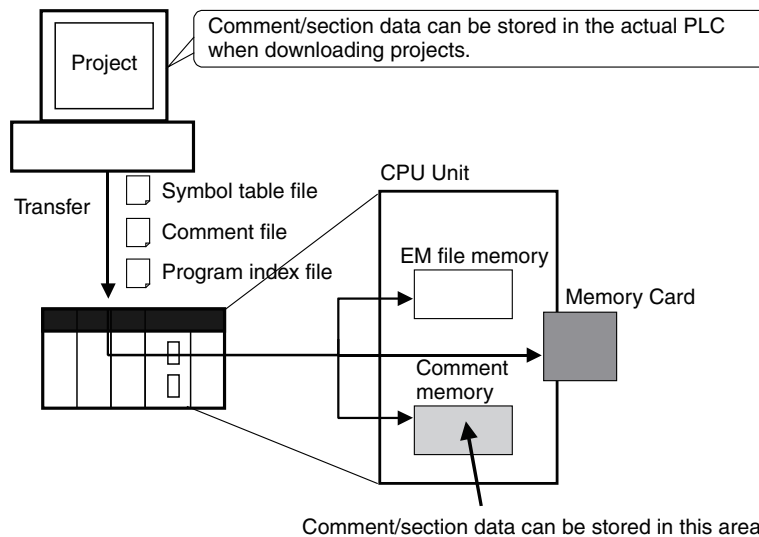 Comment/section data can be stored in the actual PLC
when downloading projects.
Project
CPU Unit
Transfer
Symbol table file
Comment file
Program index file
EM file memory
Memory Card
Comment
memory
Comment/section data can be stored in this area